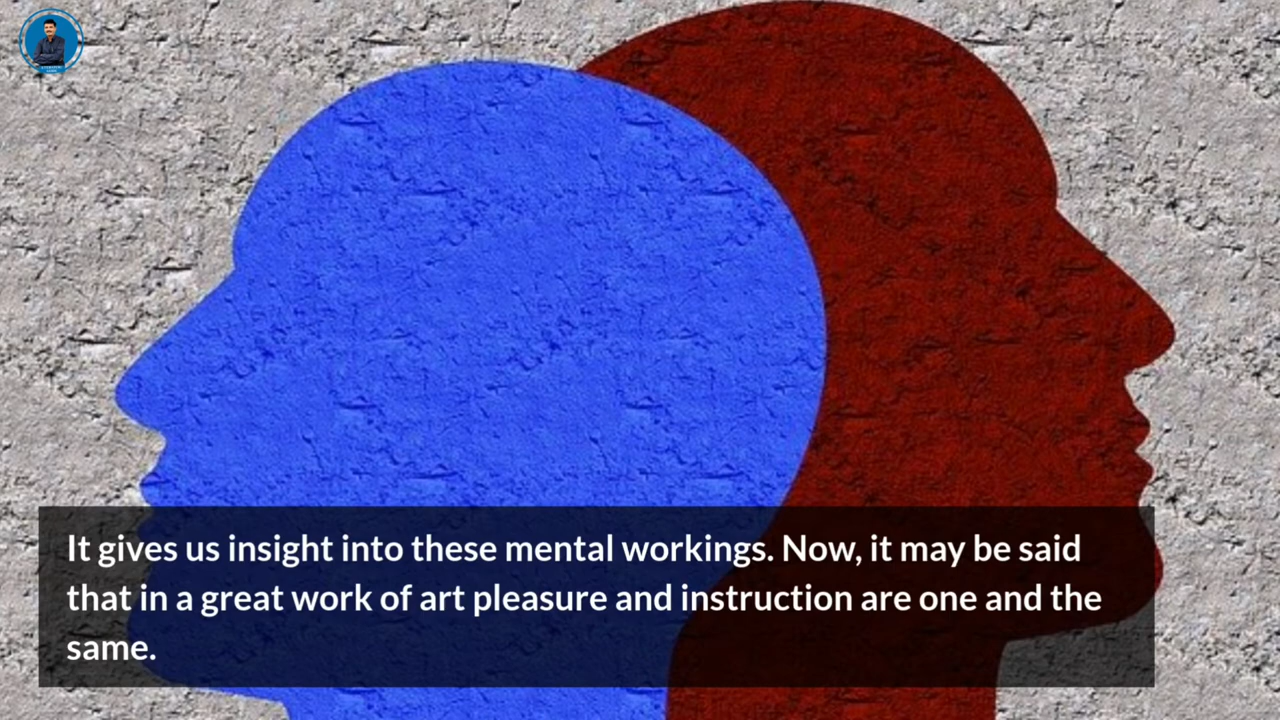 It gives us insight into these mental workings. Now, it may be said
that in a great work of art pleasure and instruction are one and the
same.